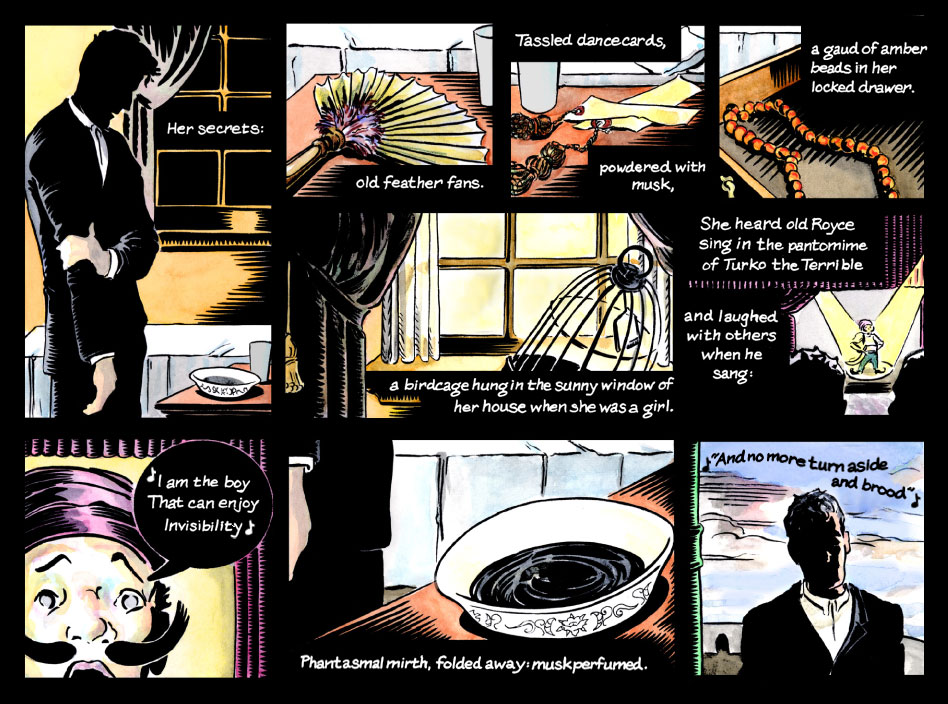 Her secrets:
old feather fans.
Tassled dancecards,
powdered with
musk,
a gaud of amber
beads in her
locked drawer.
a birdcage hung in the sunny window of
her house when she was a girl.
She heard old Royce
sing in the pantomime
of Turko the Terrible
and laughed
with others
when he
sang:
♪I am the boy
That can enjoy
Invisibility♪
Phantasmal mirth, folded away: muskperfumed.
♪"And no more turn aside
and brood"♪